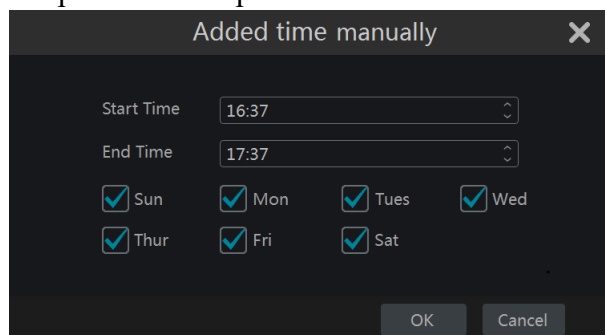 Added time manually
Start Time 16:37
End Time 17:37
Sun Mon Tues Wed
Thur Fri Sat
OK Cancel